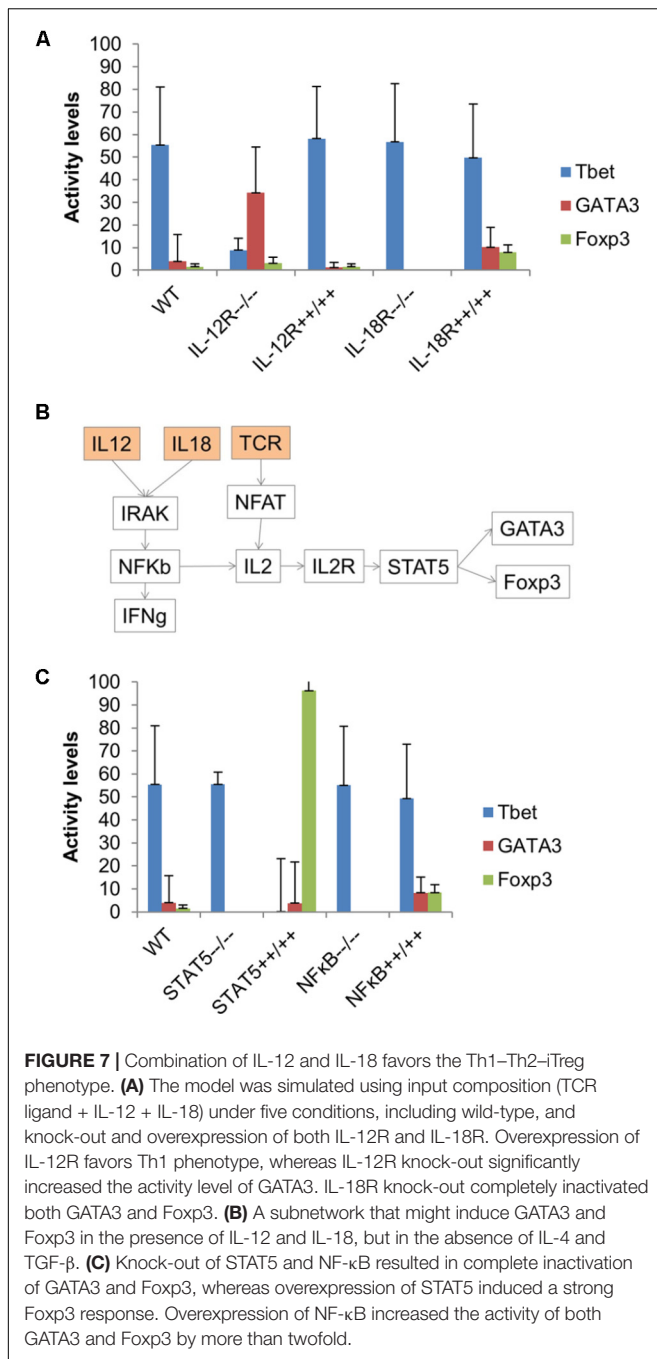 A
100
90
80
70
60
50
40
30
20
10
0
Activity levels
WT
IL-12R--/--
IL-12R++/++
IL-18R--/--
IL-18R++/++
Tbet
GATA3
Foxp3
B
IL12
IL18
TCR
IRAK
NFAT
GATA3
NFKb
IL2
IL2R
STAT5
Foxp3
IFNg
C
100
90
80
70
60
50
40
30
20
10
0
Activity levels
WT
STAT5--/--
STAT5++/++
NFκB--/--
NFκB++/++
Tbet
GATA3
Foxp3
FIGURE 7 | Combination of IL-12 and IL-18 favors the Th1–Th2–iTreg
phenotype. (A) The model was simulated using input composition (TCR
ligand + IL-12 + IL-18) under five conditions, including wild-type, and
knock-out and overexpression of both IL-12R and IL-18R. Overexpression of
IL-12R favors Th1 phenotype, whereas IL-12R knock-out significantly
increased the activity level of GATA3. IL-18R knock-out completely inactivated
both GATA3 and Foxp3. (B) A subnetwork that might induce GATA3 and
Foxp3 in the presence of IL-12 and IL-18, but in the absence of IL-4 and
TGF-β. (C) Knock-out of STAT5 and NF-κB resulted in complete inactivation
of GATA3 and Foxp3, whereas overexpression of STAT5 induced a strong
Foxp3 response. Overexpression of NF-κB increased the activity of both
GATA3 and Foxp3 by more than twofold.